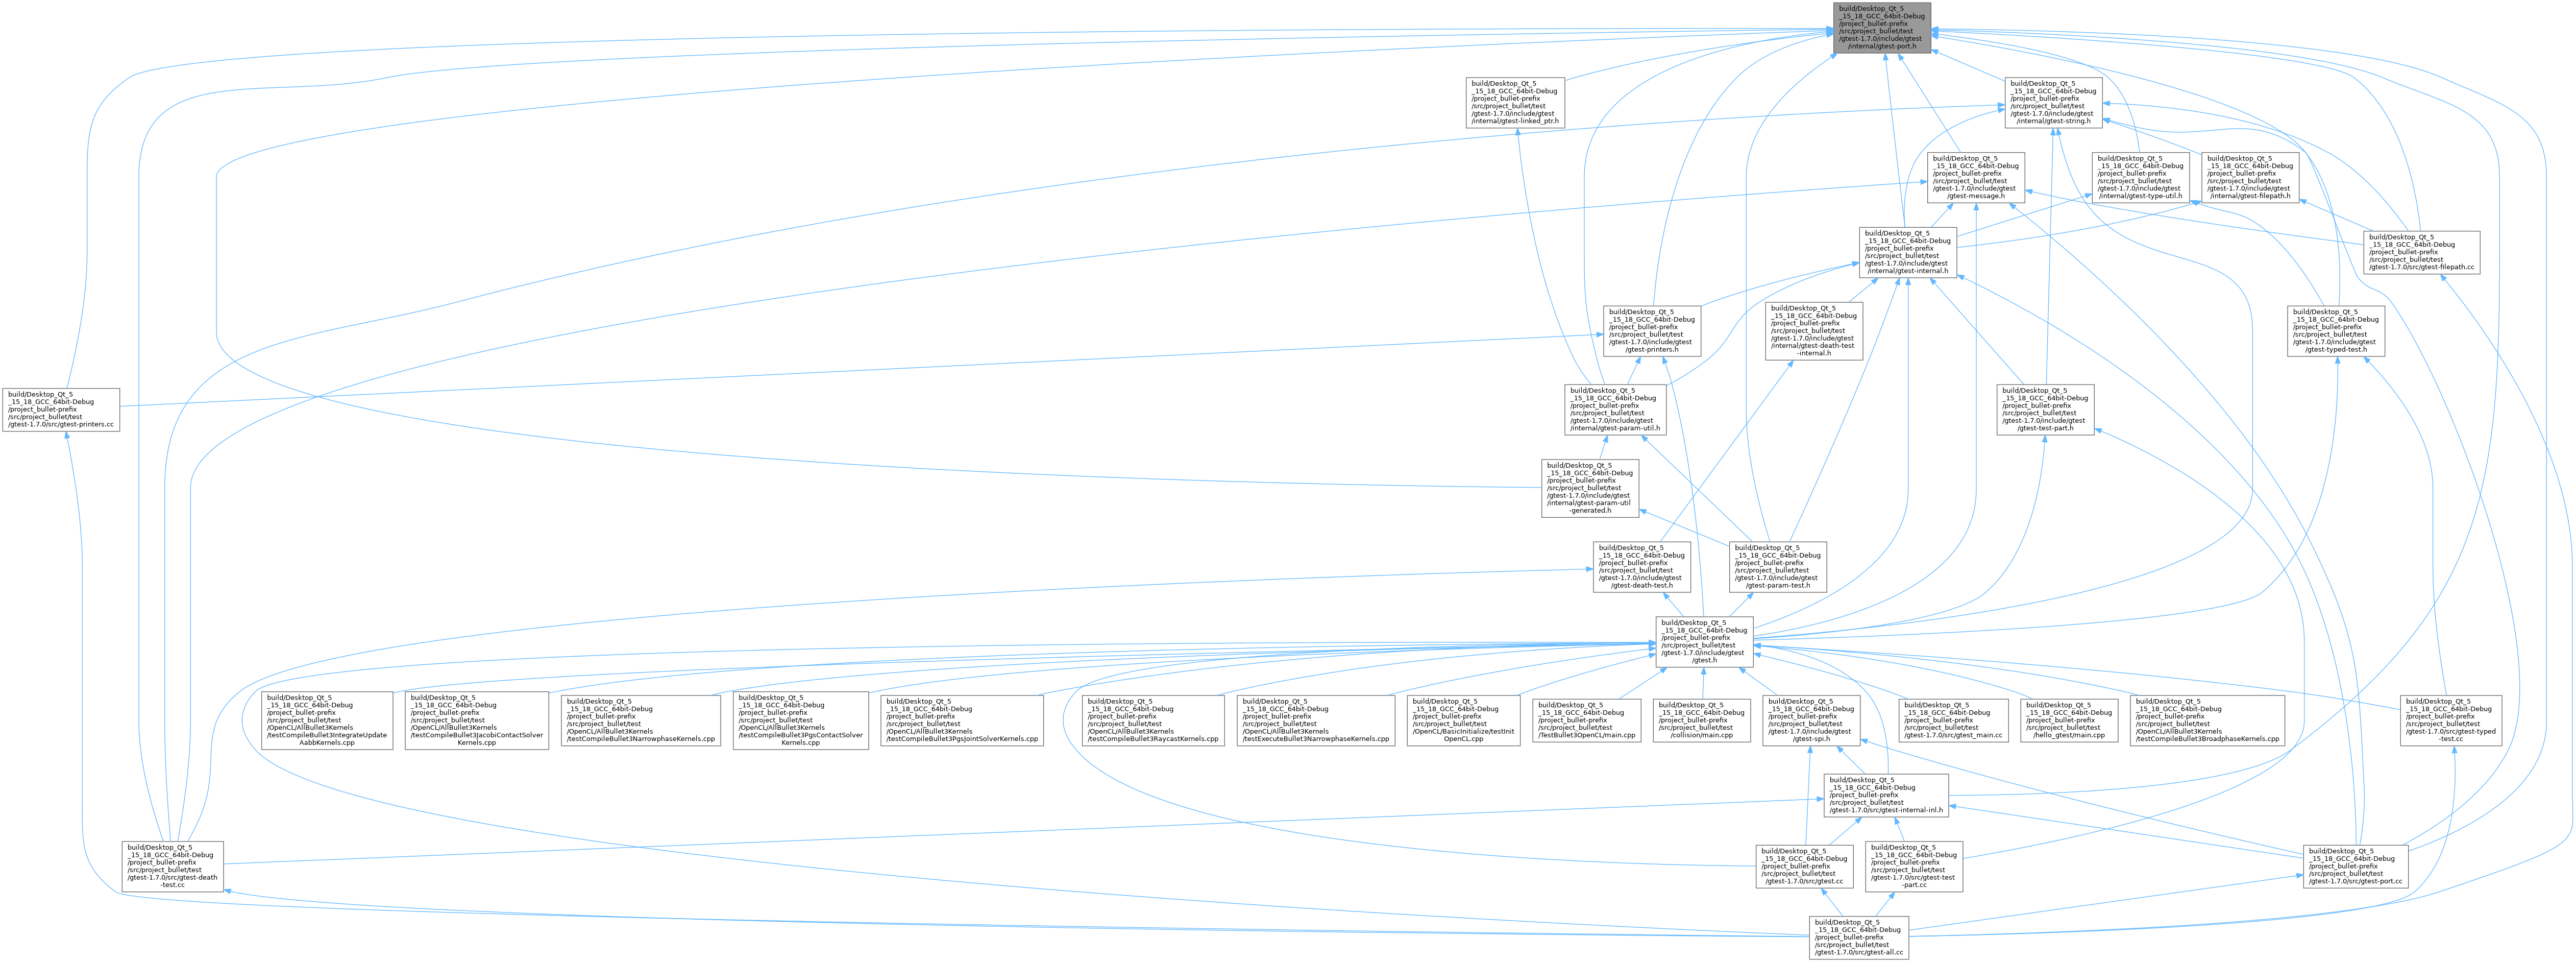 build/Desktop_Qt_5
_15_18_GCC_64bit-Debug
/project_bullet-prefix
/src/project_bullet/test
/gtest-1.7.0/include/gtest
/internal/gtest-port.h
build/Desktop_Qt_5
_15_18_GCC_64bit-Debug
/project_bullet-prefix
/src/project_bullet/test
/gtest-1.7.0/include/gtest
/internal/gtest-linked_ptr.h
build/Desktop_Qt_5
_15_18_GCC_64bit-Debug
/project_bullet-prefix
/src/project_bullet/test
/gtest-1.7.0/include/gtest
/internal/gtest-string.h
build/Desktop_Qt_5
_15_18_GCC_64bit-Debug
/project_bullet-prefix
/src/project_bullet/test
/gtest-1.7.0/include/gtest
/gtest-message.h
build/Desktop_Qt_5
_15_18_GCC_64bit-Debug
/project_bullet-prefix
/src/project_bullet/test
/gtest-1.7.0/include/gtest
/internal/gtest-type-util.h
build/Desktop_Qt_5
_15_18_GCC_64bit-Debug
/project_bullet-prefix
/src/project_bullet/test
/gtest-1.7.0/include/gtest
/internal/gtest-filepath.h
build/Desktop_Qt_5
_15_18_GCC_64bit-Debug
/project_bullet-prefix
/src/project_bullet/test
/gtest-1.7.0/include/gtest
/internal/gtest-internal.h
build/Desktop_Qt_5
_15_18_GCC_64bit-Debug
/project_bullet-prefix
/src/project_bullet/test
/gtest-1.7.0/src/gtest-filepath.cc
build/Desktop_Qt_5
_15_18_GCC_64bit-Debug
/project_bullet-prefix
/src/project_bullet/test
/gtest-1.7.0/include/gtest
/gtest-printers.h
build/Desktop_Qt_5
_15_18_GCC_64bit-Debug
/project_bullet-prefix
/src/project_bullet/test
/gtest-1.7.0/include/gtest
/internal/gtest-death-test
-internal.h
build/Desktop_Qt_5
_15_18_GCC_64bit-Debug
/project_bullet-prefix
/src/project_bullet/test
/gtest-1.7.0/include/gtest
/gtest-typed-test.h
build/Desktop_Qt_5
_15_18_GCC_64bit-Debug
/project_bullet-prefix
/src/project_bullet/test
/gtest-1.7.0/src/gtest-printers.cc
build/Desktop_Qt_5
_15_18_GCC_64bit-Debug
/project_bullet-prefix
/src/project_bullet/test
/gtest-1.7.0/include/gtest
/internal/gtest-param-util.h
build/Desktop_Qt_5
_15_18_GCC_64bit-Debug
/project_bullet-prefix
/src/project_bullet/test
/gtest-1.7.0/include/gtest
/gtest-test-part.h
build/Desktop_Qt_5
_15_18_GCC_64bit-Debug
/project_bullet-prefix
/src/project_bullet/test
/gtest-1.7.0/include/gtest
/internal/gtest-param-util
-generated.h
build/Desktop_Qt_5
_15_18_GCC_64bit-Debug
/project_bullet-prefix
/src/project_bullet/test
/gtest-1.7.0/include/gtest
/gtest-death-test.h
build/Desktop_Qt_5
_15_18_GCC_64bit-Debug
/project_bullet-prefix
/src/project_bullet/test
/gtest-1.7.0/include/gtest
/gtest-param-test.h
build/Desktop_Qt_5
_15_18_GCC_64bit-Debug
/project_bullet-prefix
/src/project_bullet/test
/gtest-1.7.0/include/gtest
/gtest.h
build/Desktop_Qt_5
_15_18_GCC_64bit-Debug
/project_bullet-prefix
/src/project_bullet/test
/OpenCL/AllBullet3Kernels
/testCompileBullet3IntegrateUpdate
AabbKernels.cpp
build/Desktop_Qt_5
_15_18_GCC_64bit-Debug
/project_bullet-prefix
/src/project_bullet/test
/OpenCL/AllBullet3Kernels
/testCompileBullet3JacobiContactSolver
Kernels.cpp
build/Desktop_Qt_5
_15_18_GCC_64bit-Debug
/project_bullet-prefix
/src/project_bullet/test
/OpenCL/AllBullet3Kernels
/testCompileBullet3NarrowphaseKernels.cpp
build/Desktop_Qt_5
_15_18_GCC_64bit-Debug
/project_bullet-prefix
/src/project_bullet/test
/OpenCL/AllBullet3Kernels
/testCompileBullet3PgsContactSolver
Kernels.cpp
build/Desktop_Qt_5
_15_18_GCC_64bit-Debug
/project_bullet-prefix
/src/project_bullet/test
/OpenCL/AllBullet3Kernels
/testCompileBullet3PgsJointSolverKernels.cpp
build/Desktop_Qt_5
_15_18_GCC_64bit-Debug
/project_bullet-prefix
/src/project_bullet/test
/OpenCL/AllBullet3Kernels
/testCompileBullet3RaycastKernels.cpp
build/Desktop_Qt_5
_15_18_GCC_64bit-Debug
/project_bullet-prefix
/src/project_bullet/test
/OpenCL/AllBullet3Kernels
/testExecuteBullet3NarrowphaseKernels.cpp
build/Desktop_Qt_5
_15_18_GCC_64bit-Debug
/project_bullet-prefix
/src/project_bullet/test
/OpenCL/BasicInitialize/testInit
OpenCL.cpp
build/Desktop_Qt_5
_15_18_GCC_64bit-Debug
/project_bullet-prefix
/src/project_bullet/test
/TestBullet3OpenCL/main.cpp
build/Desktop_Qt_5
_15_18_GCC_64bit-Debug
/project_bullet-prefix
/src/project_bullet/test
/collision/main.cpp
build/Desktop_Qt_5
_15_18_GCC_64bit-Debug
/project_bullet-prefix
/src/project_bullet/test
/gtest-1.7.0/include/gtest
/gtest-spi.h
build/Desktop_Qt_5
_15_18_GCC_64bit-Debug
/project_bullet-prefix
/src/project_bullet/test
/gtest-1.7.0/src/gtest_main.cc
build/Desktop_Qt_5
_15_18_GCC_64bit-Debug
/project_bullet-prefix
/src/project_bullet/test
/hello_gtest/main.cpp
build/Desktop_Qt_5
_15_18_GCC_64bit-Debug
/project_bullet-prefix
/src/project_bullet/test
/OpenCL/AllBullet3Kernels
/testCompileBullet3BroadphaseKernels.cpp
build/Desktop_Qt_5
_15_18_GCC_64bit-Debug
/project_bullet-prefix
/src/project_bullet/test
/gtest-1.7.0/src/gtest-typed
-test.cc
build/Desktop_Qt_5
_15_18_GCC_64bit-Debug
/project_bullet-prefix
/src/project_bullet/test
/gtest-1.7.0/src/gtest-internal-inl.h
build/Desktop_Qt_5
_15_18_GCC_64bit-Debug
/project_bullet-prefix
/src/project_bullet/test
/gtest-1.7.0/src/gtest-death
-test.cc
build/Desktop_Qt_5
_15_18_GCC_64bit-Debug
/project_bullet-prefix
/src/project_bullet/test
/gtest-1.7.0/src/gtest.cc
build/Desktop_Qt_5
_15_18_GCC_64bit-Debug
/project_bullet-prefix
/src/project_bullet/test
/gtest-1.7.0/src/gtest-test
-part.cc
build/Desktop_Qt_5
_15_18_GCC_64bit-Debug
/project_bullet-prefix
/src/project_bullet/test
/gtest-1.7.0/src/gtest-port.cc
build/Desktop_Qt_5
_15_18_GCC_64bit-Debug
/project_bullet-prefix
/src/project_bullet/test
/gtest-1.7.0/src/gtest-all.cc